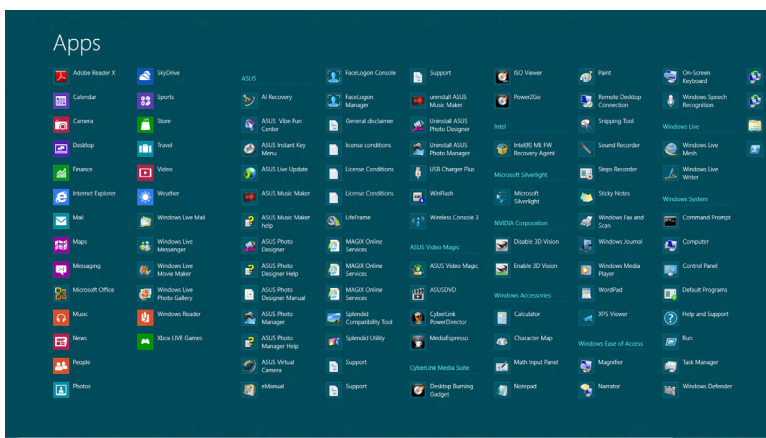 Apps
Adobe Reader X
Calendar
Camera
Desktop
Finance
Internet Explorer
Mail
Maps
Messaging
Microsoft Office
Music
News
People
Photos
SkyDrive
Sports
Store
Travel
Video
Weather
Windows Live Mail
Windows Live
Messenger
Windows Live
Movie Maker
Windows Live
Photo Gallery
Windows Reader
Xbox LIVE Games
ASUS
AI Recovery
ASUS Vibe Fun
Center
ASUS Instant Key
Menu
ASUS Live Update
ASUS Music Maker
ASUS Music Maker
help
ASUS Photo
Designer
ASUS Photo
Designer Help
ASUS Photo
Designer Manual
ASUS Photo
Manager
ASUS Photo
Manager Help
ASUS Virtual
Camera
eManual
FaceLogon Console
FaceLogon
Manager
General disclaimer
license conditions
License Conditions
License Conditions
LifeFrame
MAGIX Online
Services
MAGIX Online
Services
MAGIX Online
Services
Splendid
Compatibility Tool
Splendid Utility
Support
Support
Support
uninstall ASUS
Music Maker
Uninstall ASUS
Photo Designer
Uninstall ASUS
Photo Manager
USB Charger Plus
WinFlash
Wireless Console 3
ASUS Video Magic
ASUS Video Magic
ASUSDVD
CyberLink
PowerDirector
MediaEspresso
CyberLink Media Suite
Desktop Burning
Gadget
ISO Viewer
Power2Go
Intel
Intel(R) ME FW
Recovery Agent
Microsoft Silverlight
Microsoft
Silverlight
NVIDIA Corporation
Disable 3D Vision
Enable 3D Vision
Windows Accessories
Calculator
Character Map
Math Input Panel
Notepad
Paint
Remote Desktop
Connection
Snipping Tool
Sound Recorder
Steps Recorder
Sticky Notes
Windows Fax and
Scan
Windows Journal
Windows Media
Player
WordPad
XPS Viewer
Windows Ease of Access
Magnifier
Narrator
On-Screen
Keyboard
Windows Speech
Recognition
Windows Live
Windows Live
Mesh
Windows Live
Writer
Windows System
Command Prompt
Computer
Control Panel
Default Programs
Help and Support
Run
Task Manager
Windows Defender